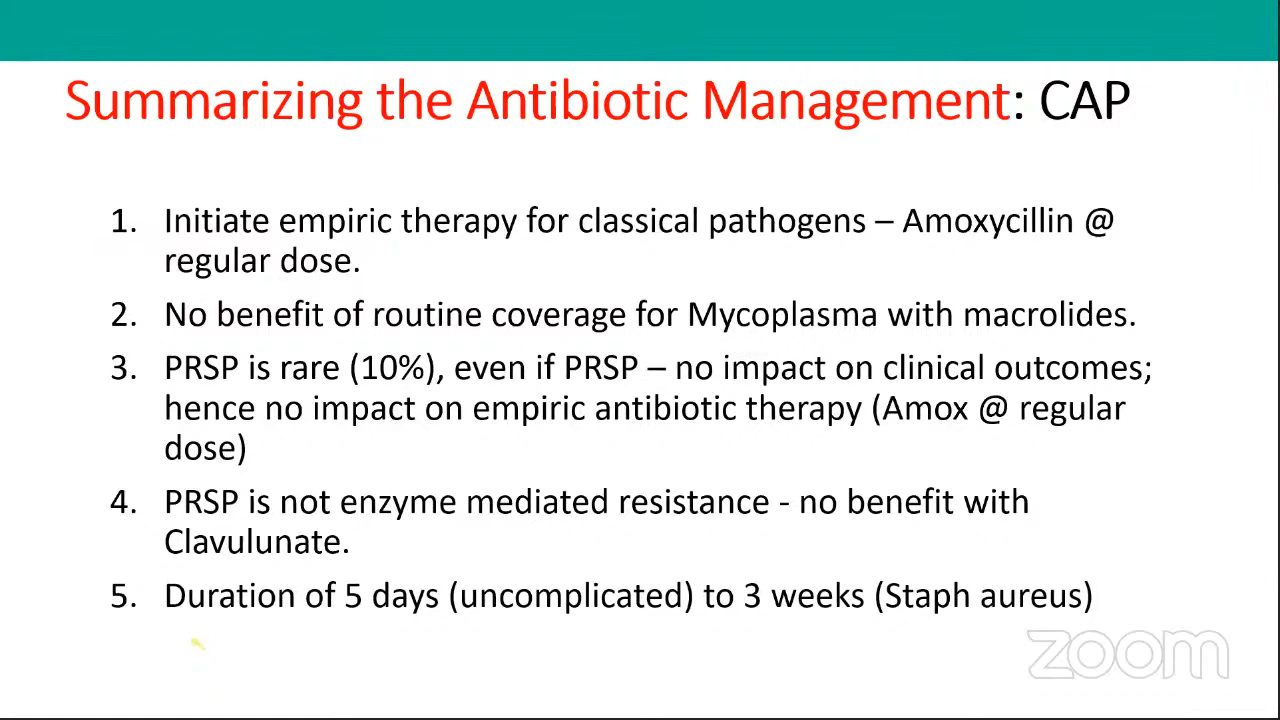 Summarizing the Antibiotic Management: CAP
1. Initiate empiric therapy for classical pathogens – Amoxycillin @
regular dose.
2. No benefit of routine coverage for Mycoplasma with macrolides.
3. PRSP is rare (10%), even if PRSP – no impact on clinical outcomes;
hence no impact on empiric antibiotic therapy (Amox @ regular
dose)
4. PRSP is not enzyme mediated resistance - no benefit with
Clavulunate.
5. Duration of 5 days (uncomplicated) to 3 weeks (Staph aureus)
zoom